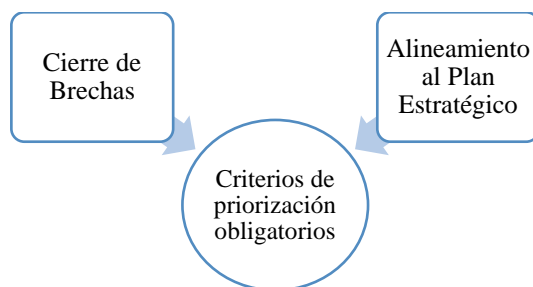 Cierre de
Brechas
Alineamiento
al Plan
Estratégico
Criterios de
priorización
obligatorios